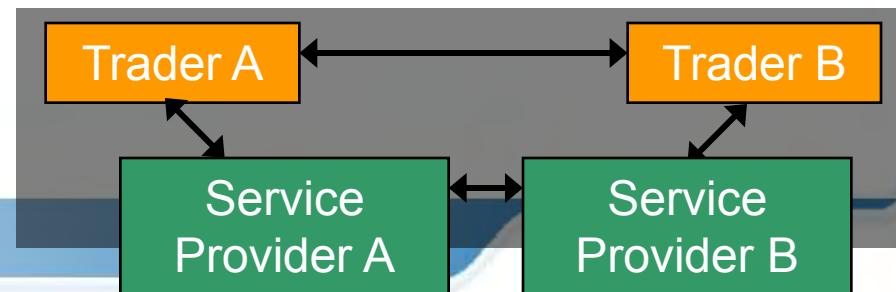 Trader A
Trader B
Service
Provider A
Service
Provider B